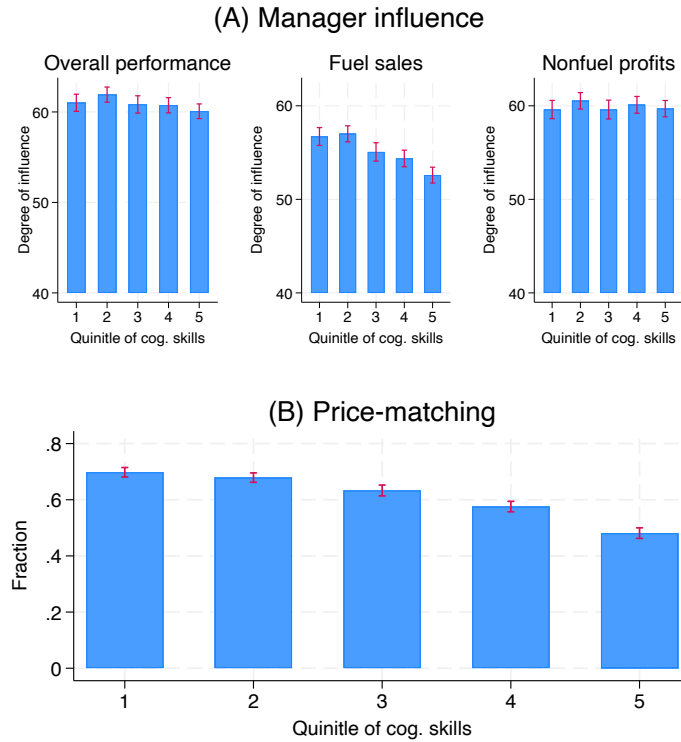 (A) Manager influence
Overall performance
Degree of influence
60
50
40
1 2 3 4 5
Quinitle of cog. skills
Fuel sales
Degree of influence
60
50
40
1 2 3 4 5
Quinitle of cog. skills
Nonfuel profits
Degree of influence
60
50
40
1 2 3 4 5
Quinitle of cog. skills
(B) Price-matching
Fraction
.8
.6
.4
.2
0
1 2 3 4 5
Quinitle of cog. skills